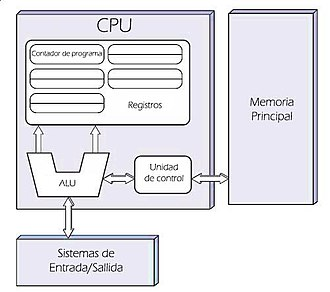 CPU
Contador de programa
Registros
Memoria
Principal
ALU
Unidad
de control
Sistemas de
Entrada/Sallida